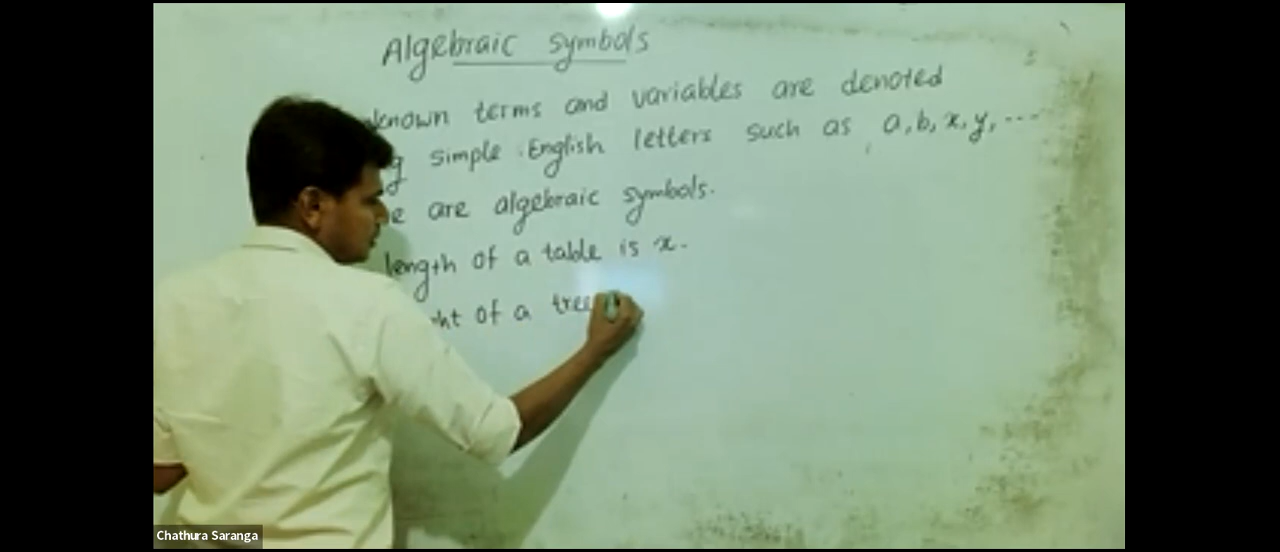 Algebraic symbols
known terms and variables are denoted
simple English letters such as a, b, x, y, ...
are algebraic symbols.
length of a table is x.
of a tree
Chathura Saranga